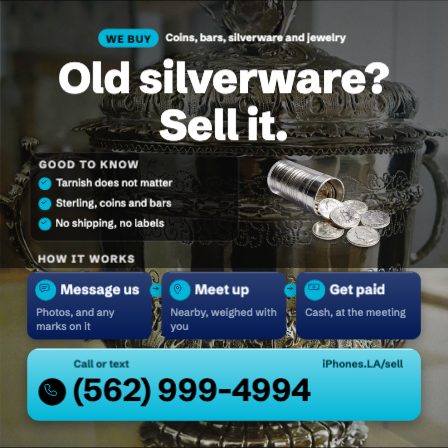 WE BUY Coins, bars, silverware and jewelry
Old silverware?
Sell it.
GOOD TO KNOW
Tarnish does not matter
Sterling, coins and bars
No shipping, no labels
HOW IT WORKS
Message us
Photos, and any
marks on it
Meet up
Nearby, weighed with
you
Get paid
Cash, at the meeting
Call or text
iPhones.LA/sell
(562) 999-4994